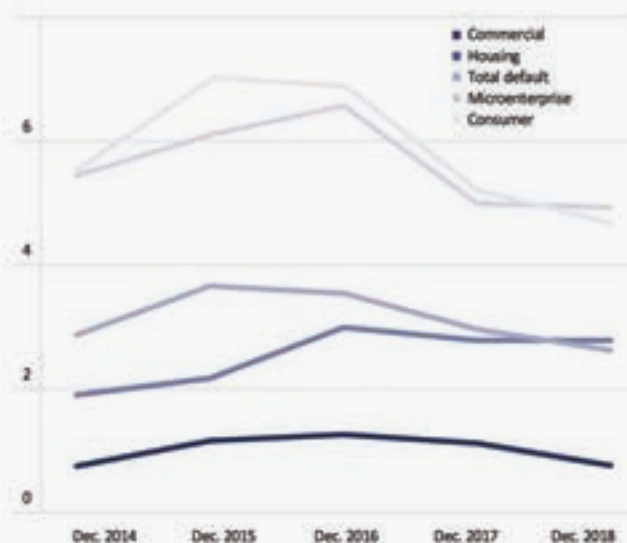 Commercial
Housing
Total default
Microenterprise
Consumer
6
4
2
0
Dec. 2014 Dec. 2015 Dec. 2016 Dec. 2017 Dec. 2018